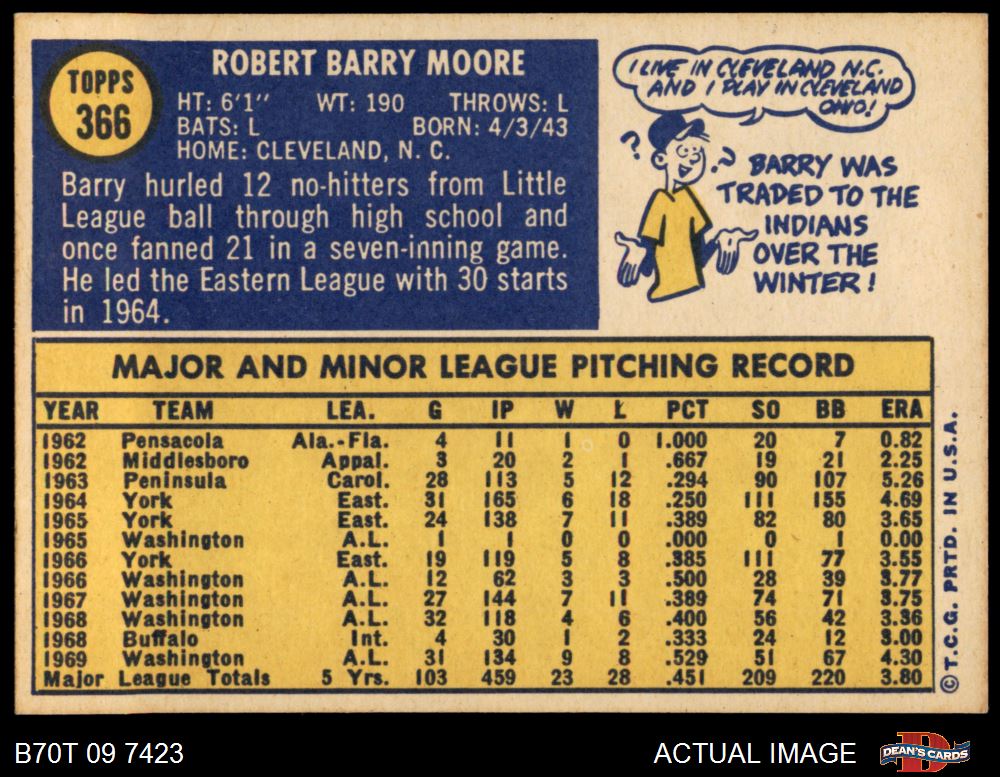 TOPPS
366
ROBERT BARRY MOORE
HT: 6'1" WT: 190 THROWS: L
BATS: L BORN: 4/3/43
HOME: CLEVELAND, N. C.
Barry hurled 12 no-hitters from Little
League ball through high school and
once fanned 21 in a seven-inning game.
He led the Eastern League with 30 starts
in 1964.
I LIVE IN CLEVELAND N.C.
AND I PLAY IN CLEVELAND
OHIO!
? ?
BARRY WAS
TRADED TO THE
INDIANS
OVER THE
WINTER!
MAJOR AND MINOR LEAGUE PITCHING RECORD
YEAR TEAM LEA. G IP W L PCT SO BB ERA
1962 Pensacola Ala.-Fla. 4 11 1 0 1.000 20 7 0.82
1962 Middlesboro Appal. 3 20 2 1 .667 19 21 2.25
1963 Peninsula Carol. 28 113 5 12 .294 90 107 5.26
1964 York East. 31 165 6 18 .250 111 155 4.69
1965 York East. 24 138 7 11 .389 82 80 3.65
1965 Washington A.L. 1 1 0 0 .000 0 1 0.00
1966 York East. 19 119 5 8 .385 111 77 3.55
1966 Washington A.L. 12 62 3 3 .500 28 39 3.77
1967 Washington A.L. 27 144 7 11 .389 74 71 3.75
1968 Washington A.L. 32 118 4 6 .400 56 42 3.36
1968 Buffalo Int. 4 30 1 2 .333 24 12 3.00
1969 Washington A.L. 31 134 9 8 .529 51 67 4.30
Major League Totals 5 Yrs. 103 459 23 28 .451 209 220 3.80
© T.C.G. PRTD. IN U.S.A.
B70T 09 7423
ACTUAL IMAGE
DEAN'S CARDS